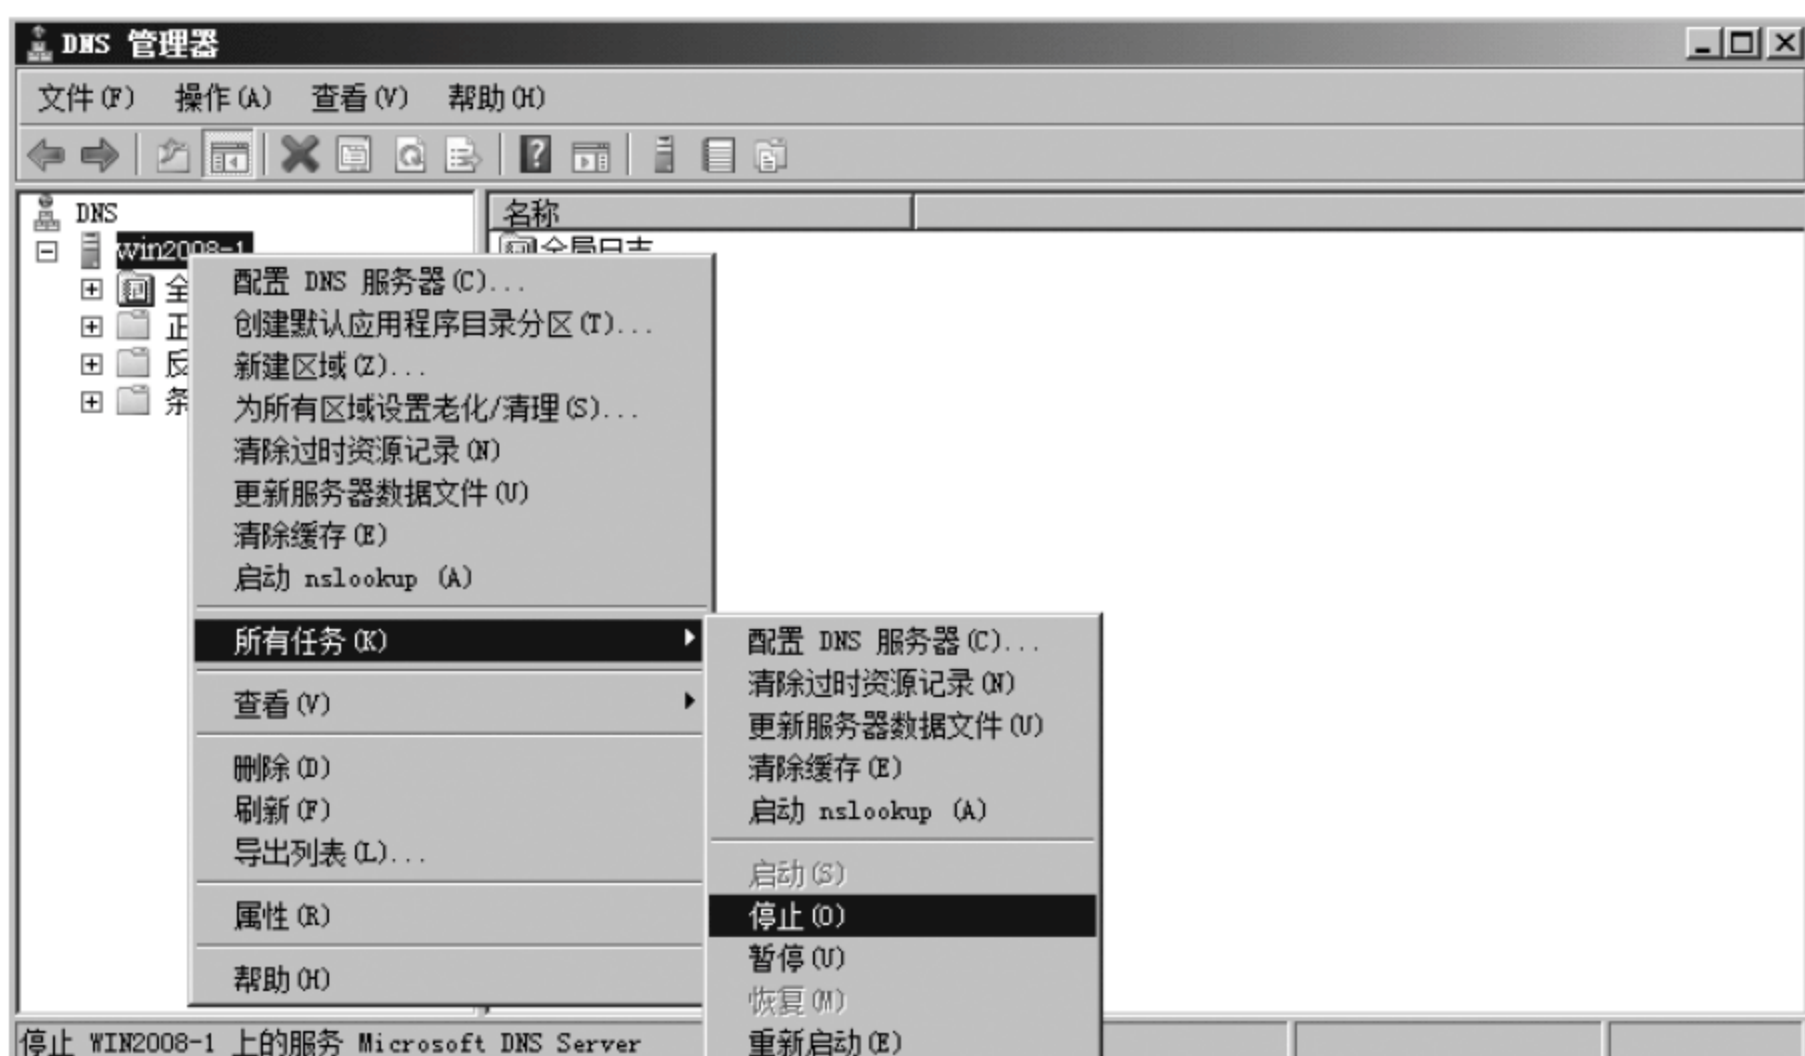 DNS 管理器
文件(F) 操作(A) 查看(V) 帮助(H)
DNS
名称
win2008-1
全局日志
全
正
反
条
配置 DNS 服务器(C)...
创建默认应用程序目录分区(T)...
新建区域(Z)...
为所有区域设置老化/清理(S)...
清除过时资源记录(N)
更新服务器数据文件(U)
清除缓存(E)
启动 nslookup (A)
所有任务(K)
查看(V)
删除(D)
刷新(F)
导出列表(L)...
属性(R)
帮助(H)
配置 DNS 服务器(C)...
清除过时资源记录(N)
更新服务器数据文件(U)
清除缓存(E)
启动 nslookup (A)
启动(S)
停止(O)
暂停(U)
恢复(M)
重新启动(E)
停止 WIN2008-1 上的服务 Microsoft DNS Server